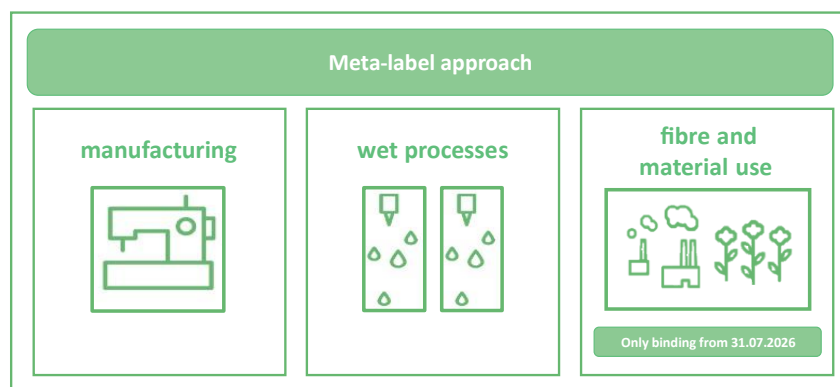 Meta-label approach
manufacturing
wet processes
fibre and
material use
Only binding from 31.07.2026